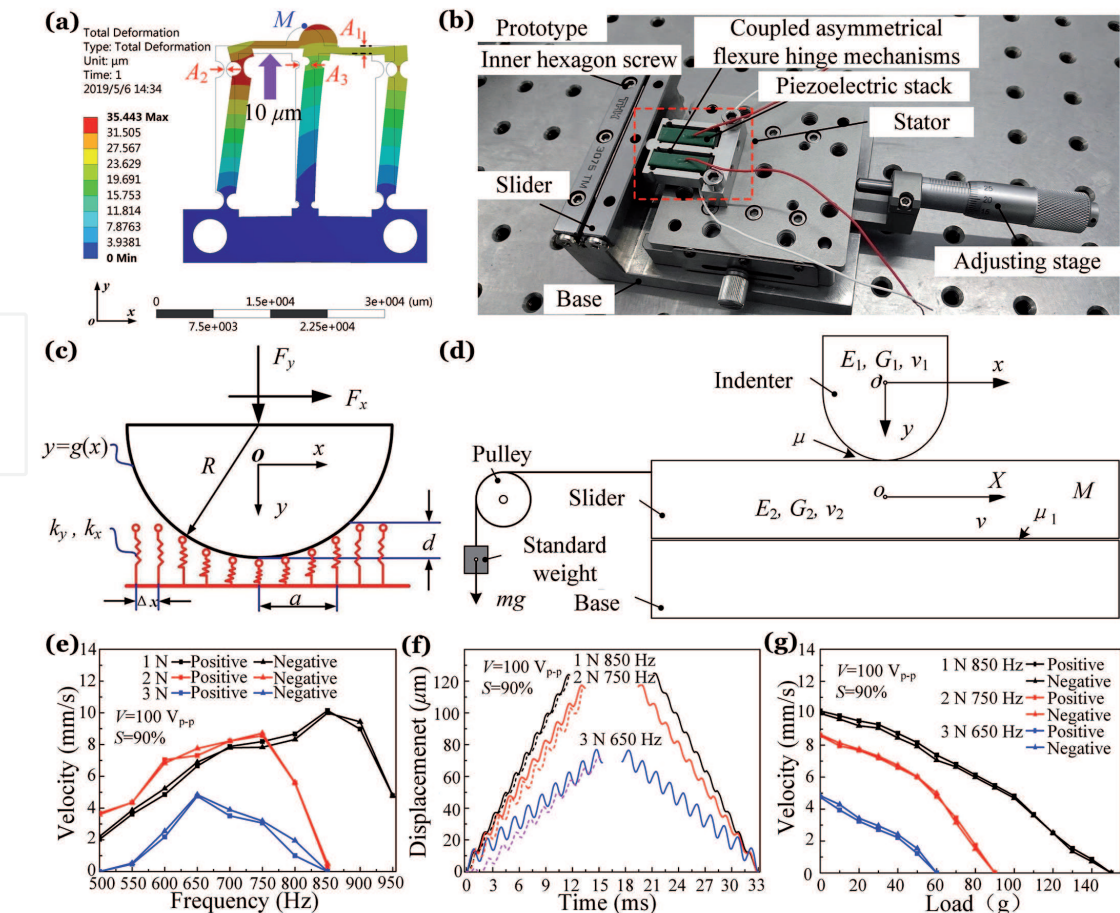 (a)
Total Deformation
Type: Total Deformation
Unit: µm
Time: 1
2019/5/6 14:34
35.443 Max
31.505
27.567
23.629
19.691
15.753
11.814
7.8763
3.9381
0 Min
M
A1
A2
A3
10 µm
y
o x
0 1.5e+004 3e+004 (um)
7.5e+003 2.25e+004
(b)
Prototype
Inner hexagon screw
Coupled asymmetrical
flexure hinge mechanisms
Piezoelectric stack
Stator
Slider
Base
Adjusting stage
THK
3075 TM
25
20
15
(c)
Fy
Fx
y=g(x)
R
o x
y
ky , kx
d
Δx
a
(d)
E1, G1, v1
Indenter
o x
y
µ
Pulley
Slider
E2, G2, v2
o X
v
M
µ1
Standard
weight
mg
Base
(e)
14
12
10
8
6
4
2
0
Velocity (mm/s)
1 N Positive Negative
2 N Positive Negative
3 N Positive Negative
V=100 Vp-p
S=90%
500 550 600 650 700 750 800 850 900 950
Frequency (Hz)
(f)
140
120
100
80
60
40
20
0
Displacemenet (µm)
V=100 Vp-p
S=90%
1 N 850 Hz
2 N 750 Hz
3 N 650 Hz
0 3 6 9 12 15 18 21 24 27 30 33
Time (ms)
(g)
14
12
10
8
6
4
2
0
Velocity (mm/s)
V=100 Vp-p
S=90%
1 N 850 Hz Positive
Negative
2 N 750 Hz Positive
Negative
3 N 650 Hz Positive
Negative
0 20 40 60 80 100 120 140
Load (g)